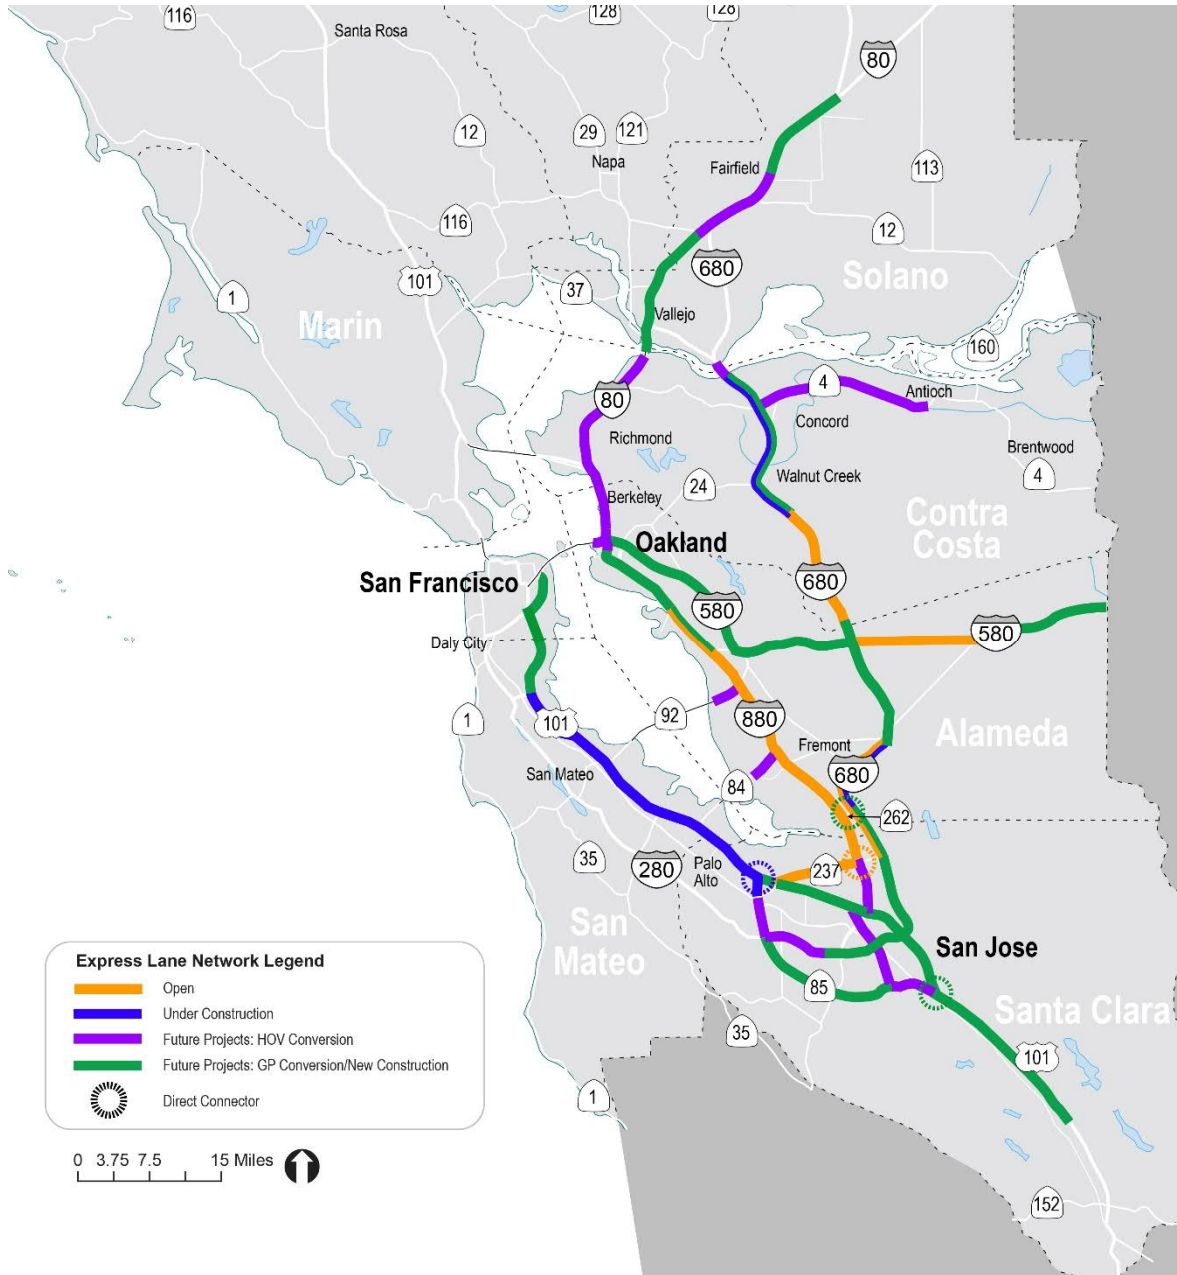 116
Santa Rosa
128
128
80
12
29
121
Napa
Fairfield
113
116
12
101
680
Solano
1
37
Marin
Vallejo
160
80
4
Antioch
Concord
Richmond
Brentwood
Walnut Creek
24
4
Berkeley
Contra
Costa
Oakland
San Francisco
680
580
580
Daly City
1
101
92
880
Alameda
Fremont
San Mateo
84
680
262
35
280
Palo
Alto
237
San
Mateo
San Jose
85
Santa Clara
35
101
1
152
Express Lane Network Legend
Open
Under Construction
Future Projects: HOV Conversion
Future Projects: GP Conversion/New Construction
Direct Connector
0 3.75 7.5 15 Miles